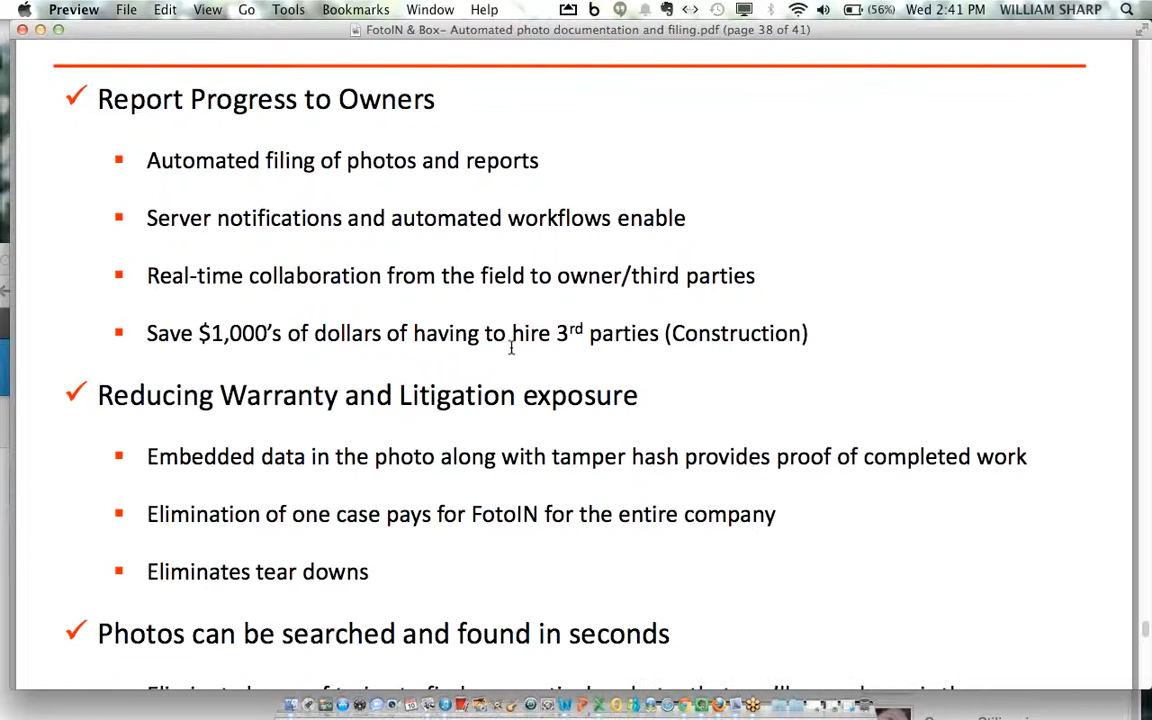 Preview File Edit View Go Tools Bookmarks Window Help (56%) Wed 2:41 PM WILLIAM SHARP
FotoIN & Box– Automated photo documentation and filing.pdf (page 38 of 41)
Report Progress to Owners
Automated filing of photos and reports
Server notifications and automated workflows enable
Real-time collaboration from the field to owner/third parties
Save $1,000’s of dollars of having to hire 3rd parties (Construction)
Reducing Warranty and Litigation exposure
Embedded data in the photo along with tamper hash provides proof of completed work
Elimination of one case pays for FotoIN for the entire company
Eliminates tear downs
Photos can be searched and found in seconds